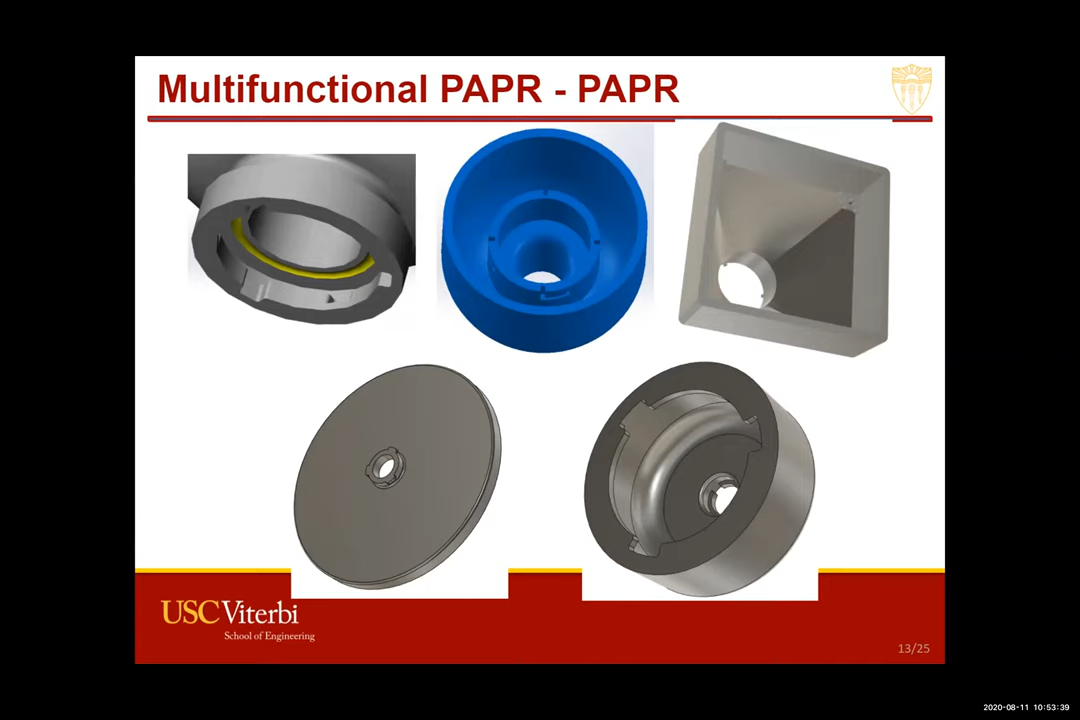 Multifunctional PAPR - PAPR
USC Viterbi
School of Engineering
13/25
2020-08-11 10:53:39